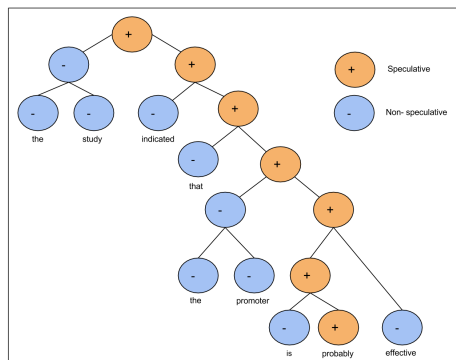 +
- +
+ Speculative
- - - +
- Non- speculative
the study indicated
- +
that
- +
- - +
the promoter
- + -
is probably effective